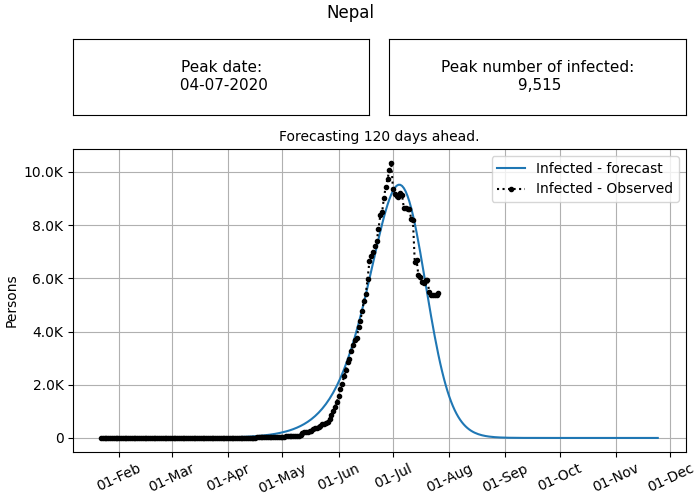 Nepal
Peak date:
04-07-2020
Peak number of infected:
9,515
Forecasting 120 days ahead.
Infected - forecast
Infected - Observed
Persons
10.0K
8.0K
6.0K
4.0K
2.0K
0
01-Feb
01-Mar
01-Apr
01-May
01-Jun
01-Jul
01-Aug
01-Sep
01-Oct
01-Nov
01-Dec